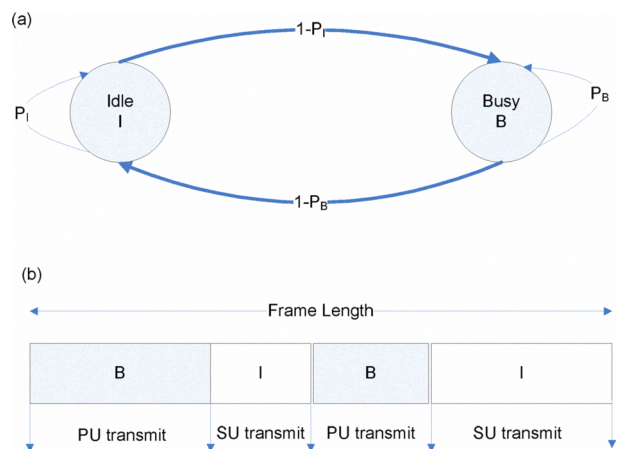 (a)
1-P_I
Idle
I
Busy
B
P_I
P_B
1-P_B
(b)
Frame Length
B I B I
PU transmit SU transmit PU transmit SU transmit